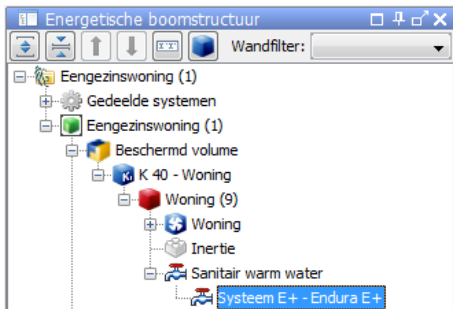 Energetische boomstructuur
Wandfilter:
Eengezinswoning (1)
Gedeelde systemen
Eengezinswoning (1)
Beschermd volume
K 40 - Woning
Woning (9)
Woning
Inertie
Sanitair warm water
Systeem E+ - Endura E+